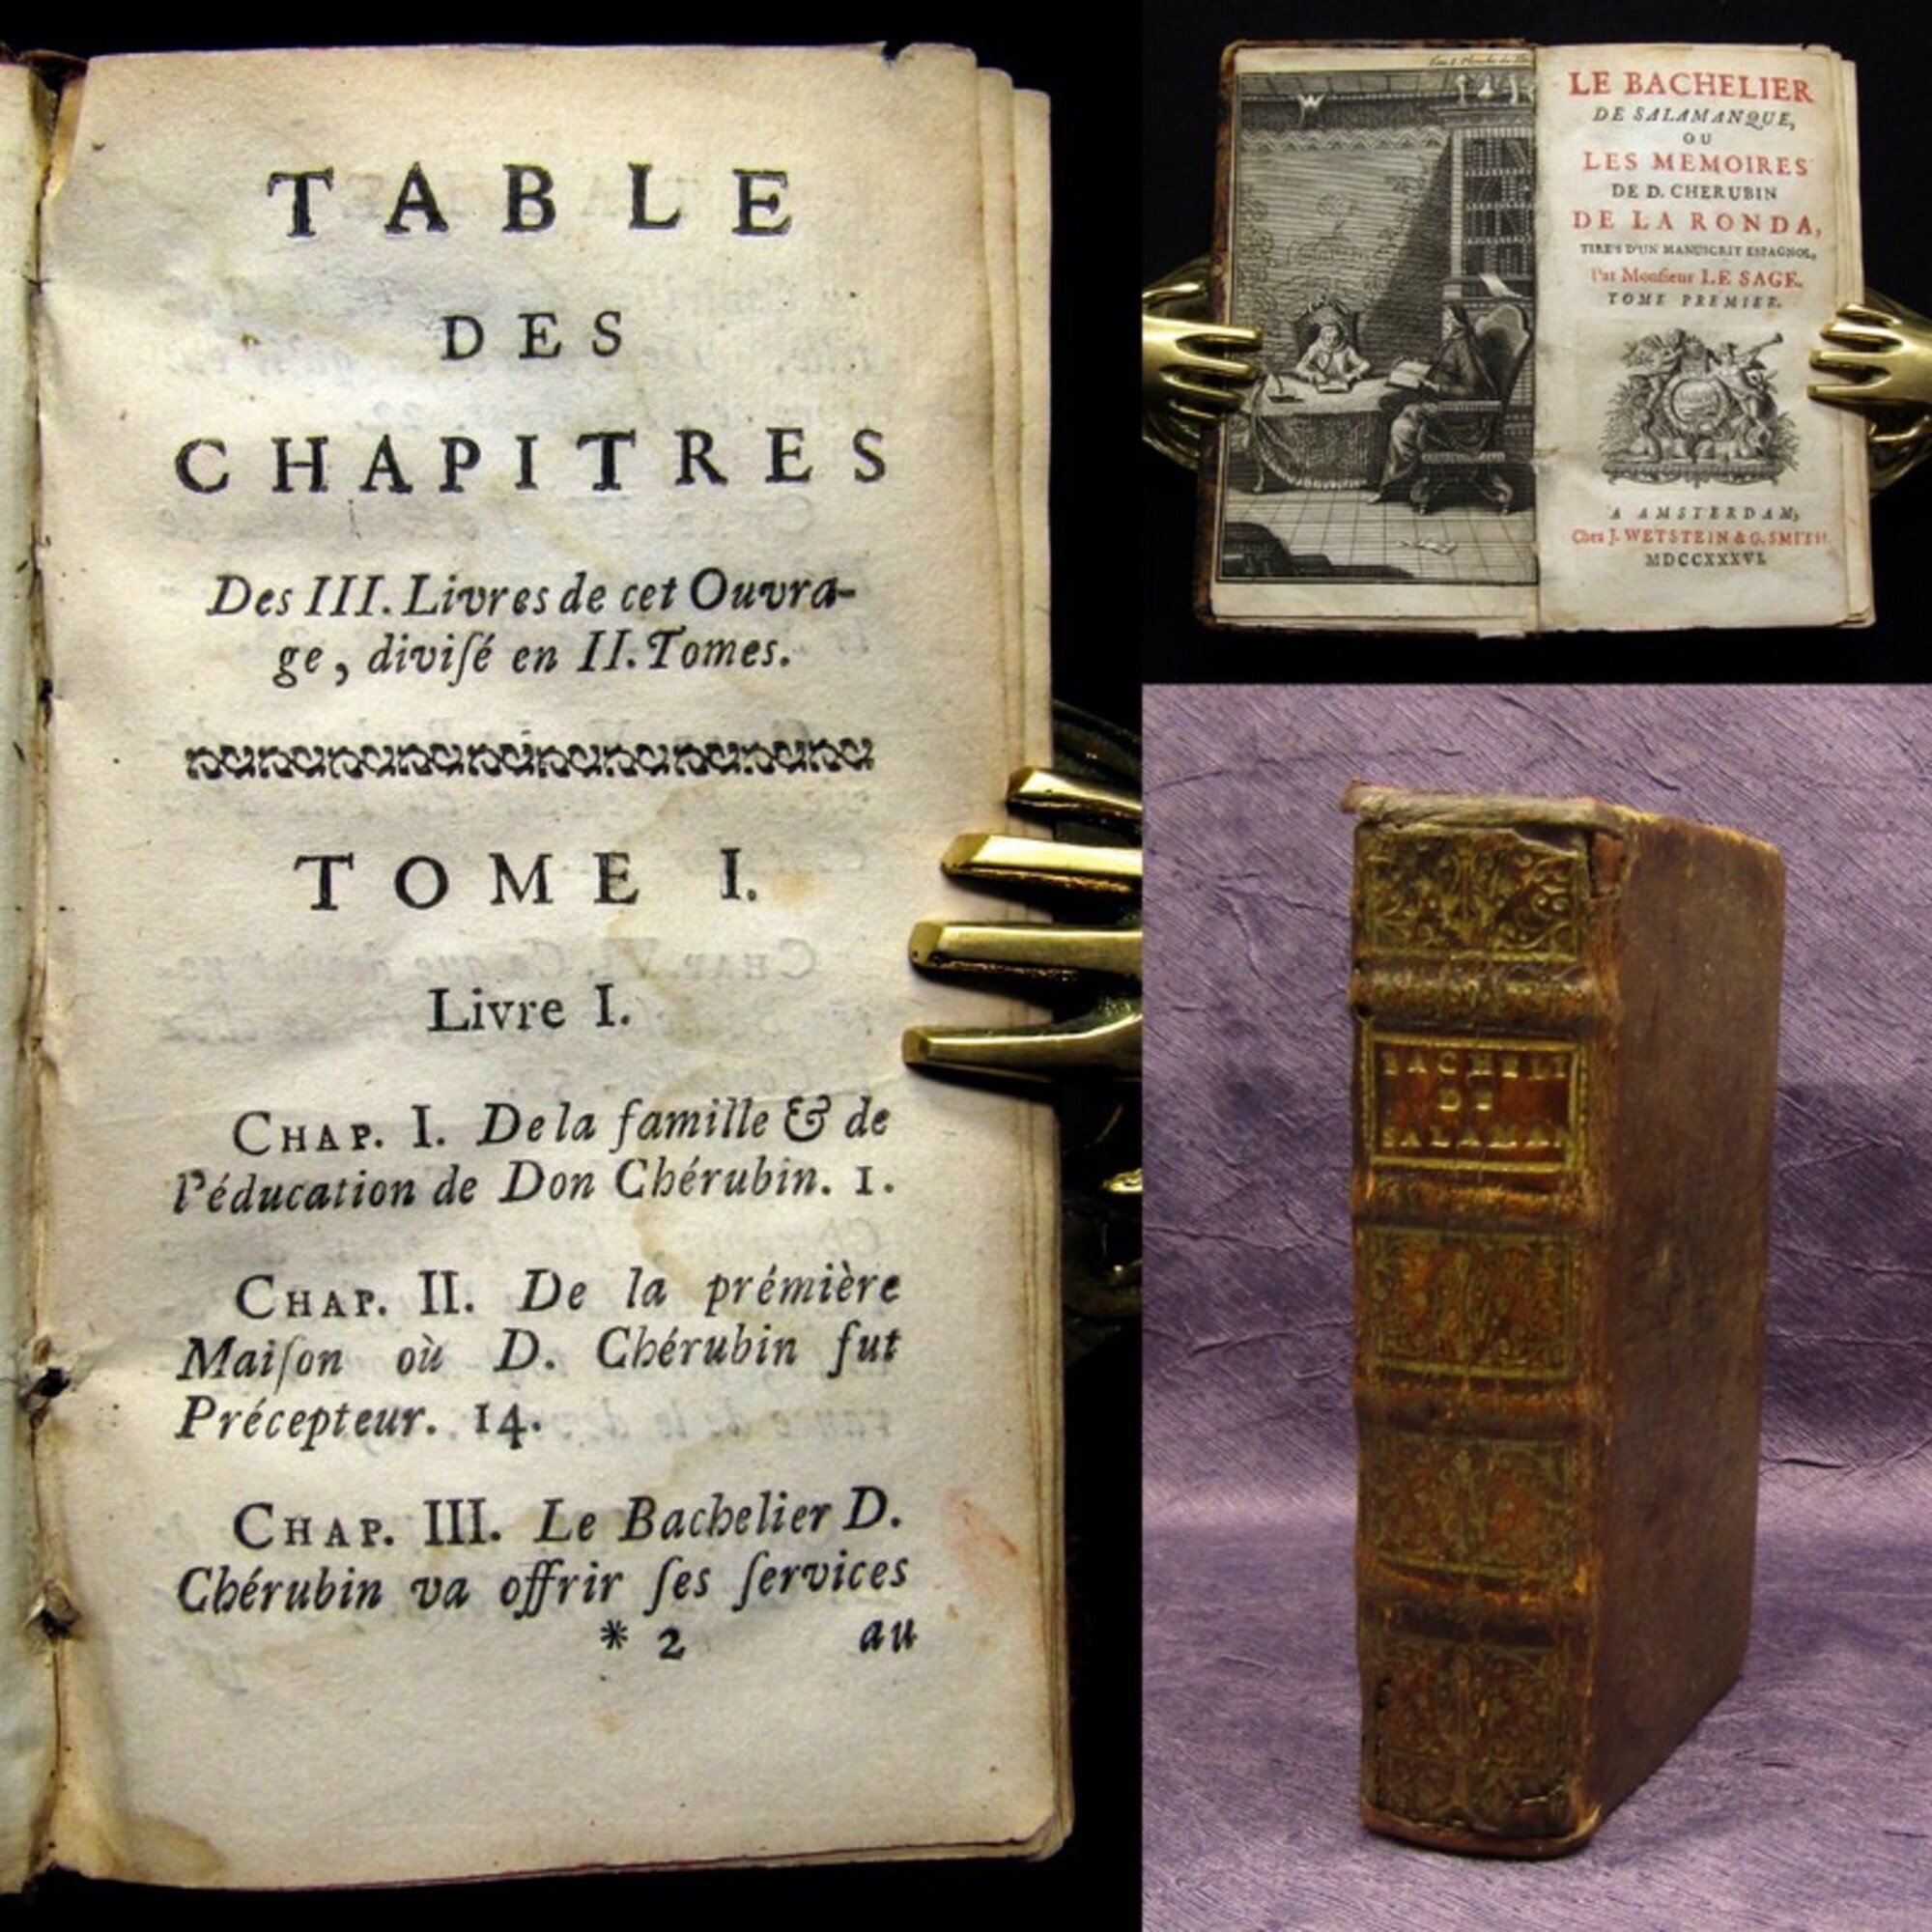 TABLE
DES
CHAPITRES
Des III. Livres de cet Ouvra-
ge, diviſé en II. Tomes.
TOME I.
Livre I.
CHAP. I. De la famille & de
l'éducation de Don Chérubin. 1.
CHAP. II. De la prémière
Maiſon où D. Chérubin fut
Précepteur. 14.
CHAP. III. Le Bachelier D.
Chérubin va offrir ſes ſervices
* 2 au
LE BACHELIER
DE SALAMANQUE,
OU
LES MEMOIRES
DE D. CHERUBIN
DE LA RONDA,
TIRE'S D'UN MANUSCRIT ESPAGNOL,
Par Monſieur LE SAGE.
TOME PREMIER.
A AMSTERDAM,
Chez J. WETSTEIN & G. SMITH.
MDCCXXXVI.
BACHELI
DE
SALAMA.